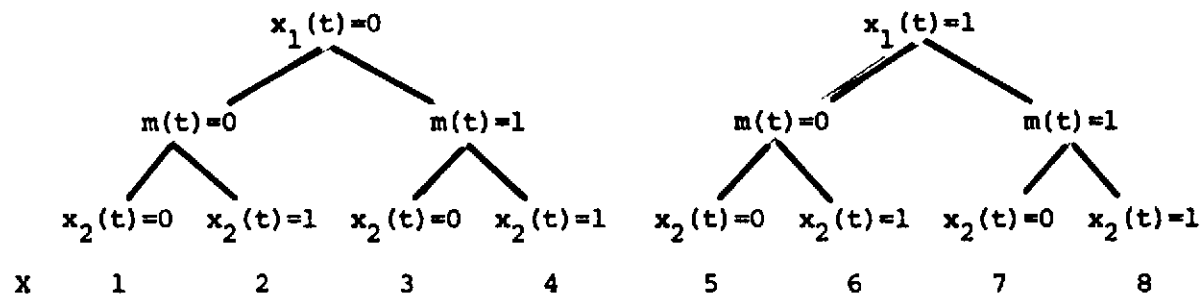 x₁(t)=0 x₁(t)=1
m(t)=0 m(t)=1 m(t)=0 m(t)=1
x₂(t)=0 x₂(t)=1 x₂(t)=0 x₂(t)=1 x₂(t)=0 x₂(t)=1 x₂(t)=0 x₂(t)=1
X 1 2 3 4 5 6 7 8